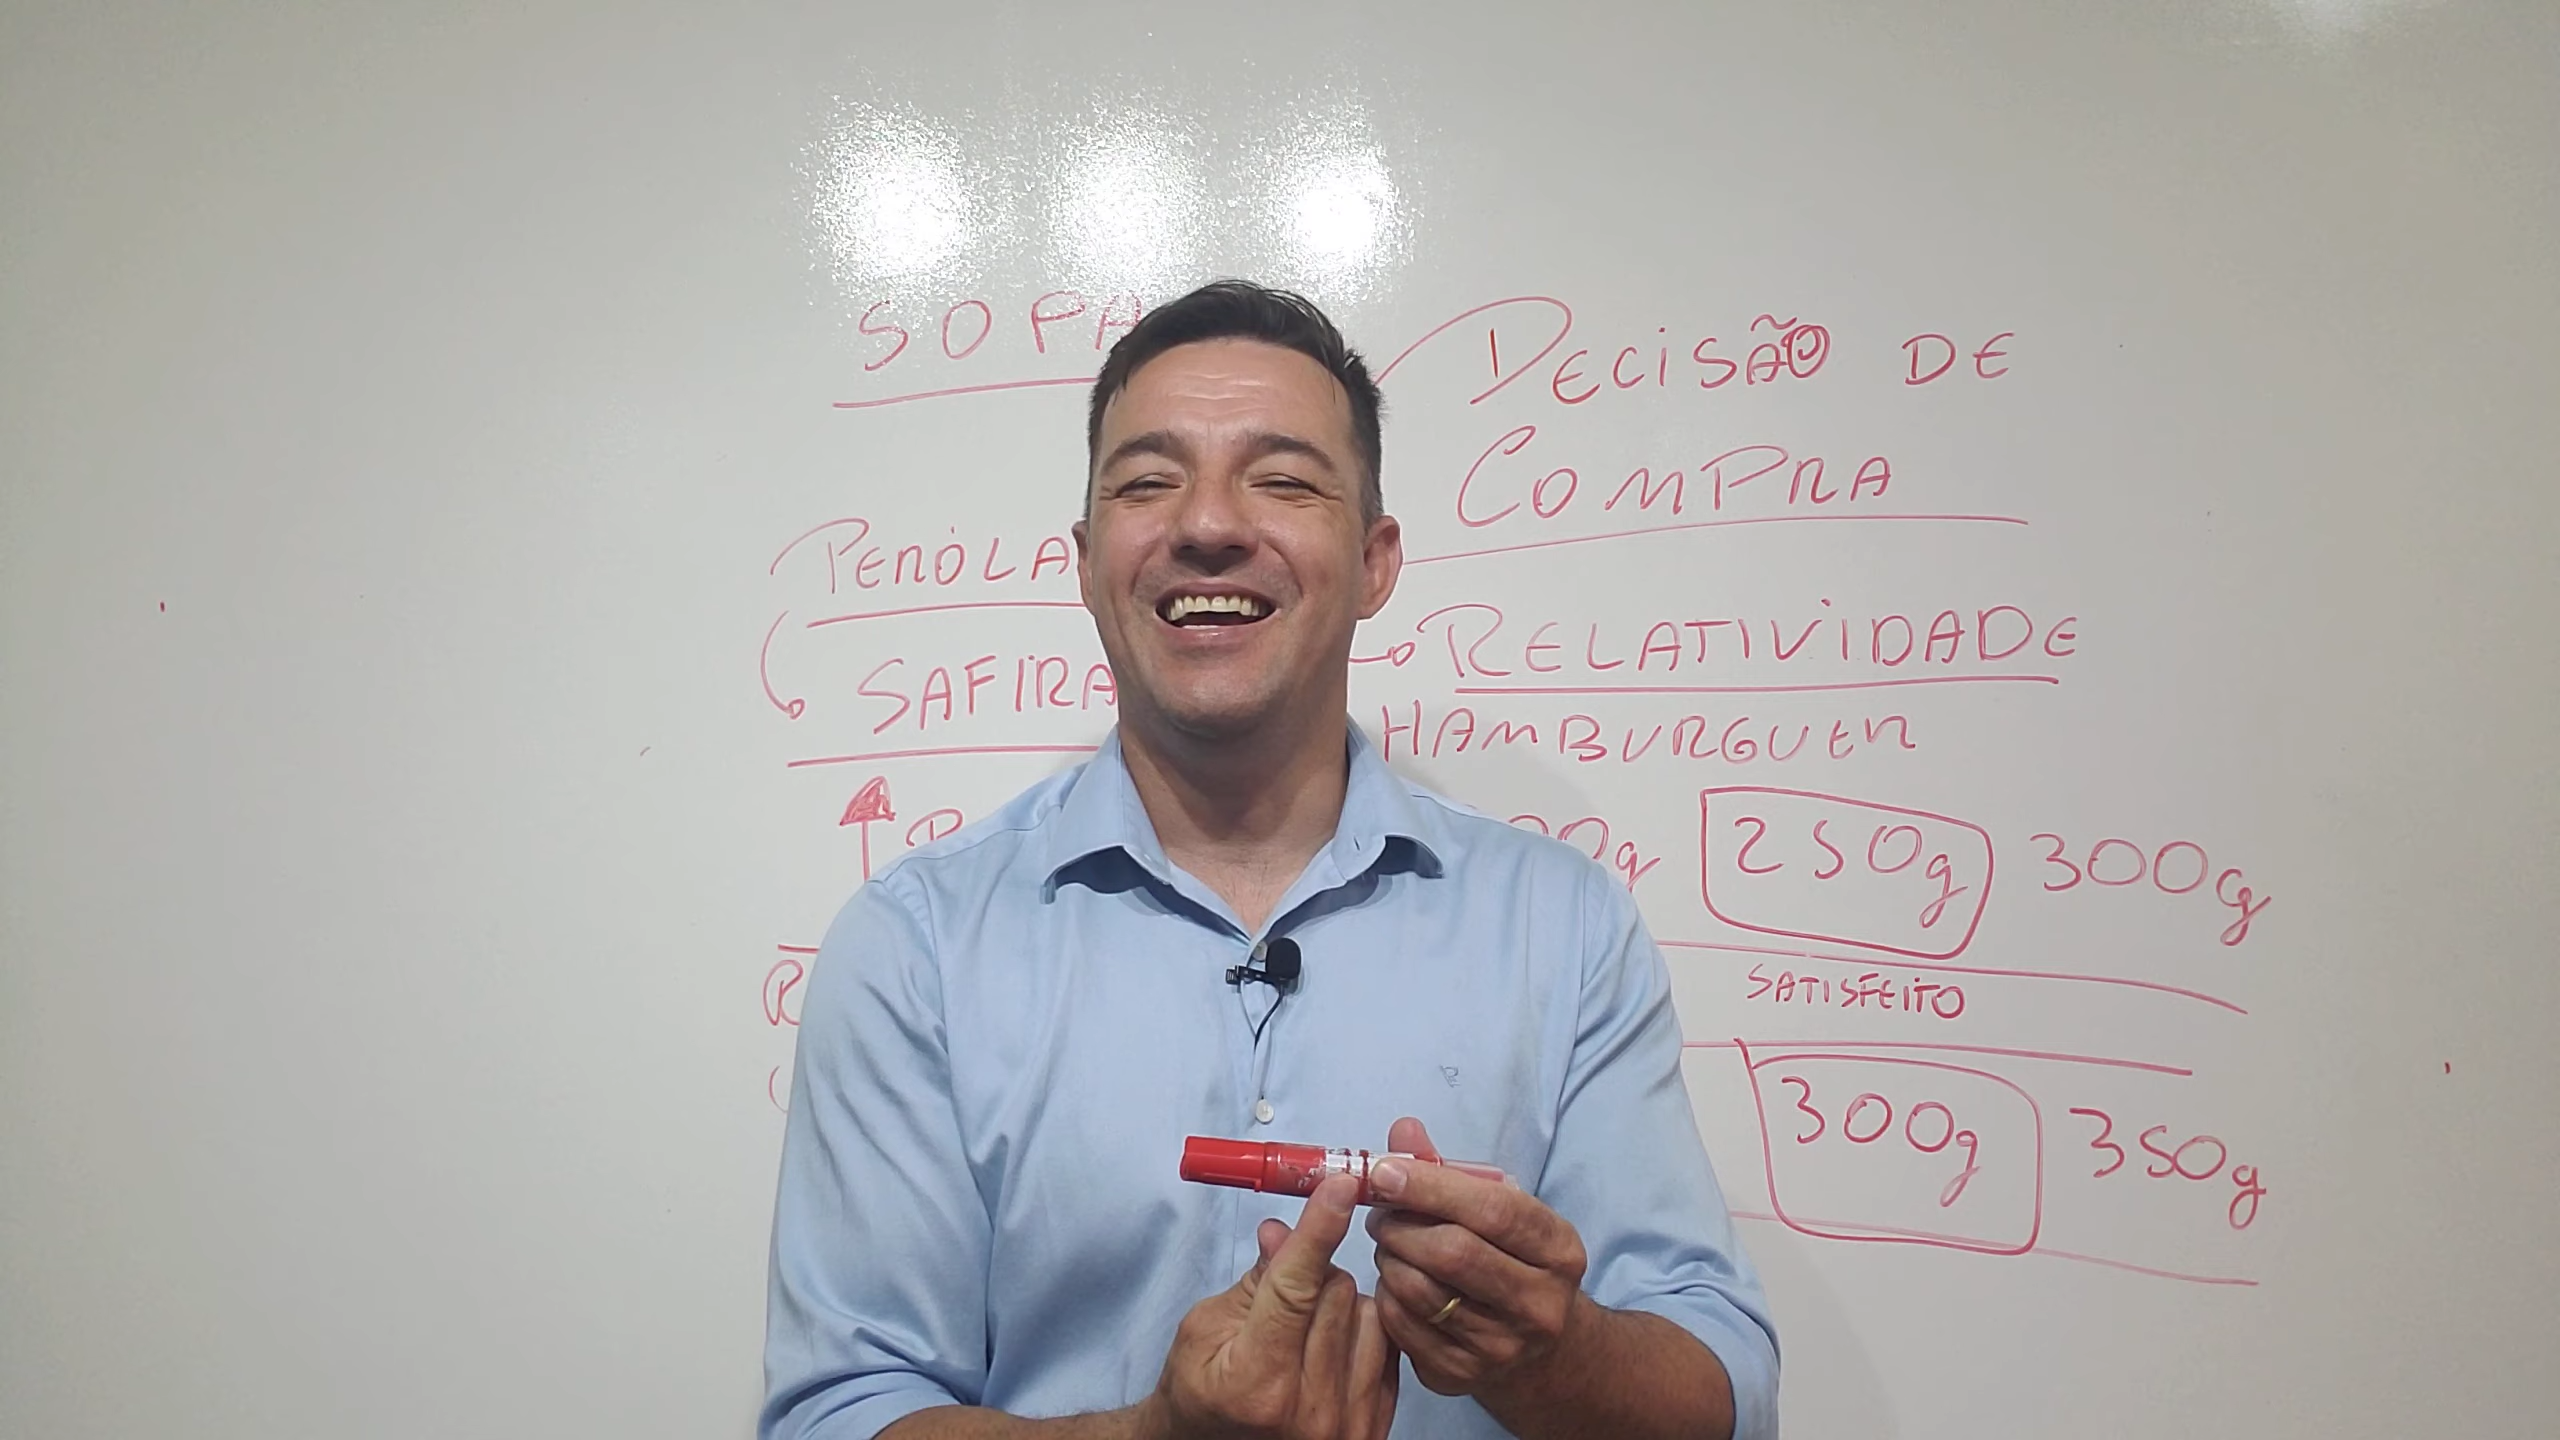 SOPA
DECISÃO DE
COMPRA
PERÓLA
SAFIRA
RELATIVIDADE
HAMBURGUER
250g 300g
SATISFEITO
300g 350g